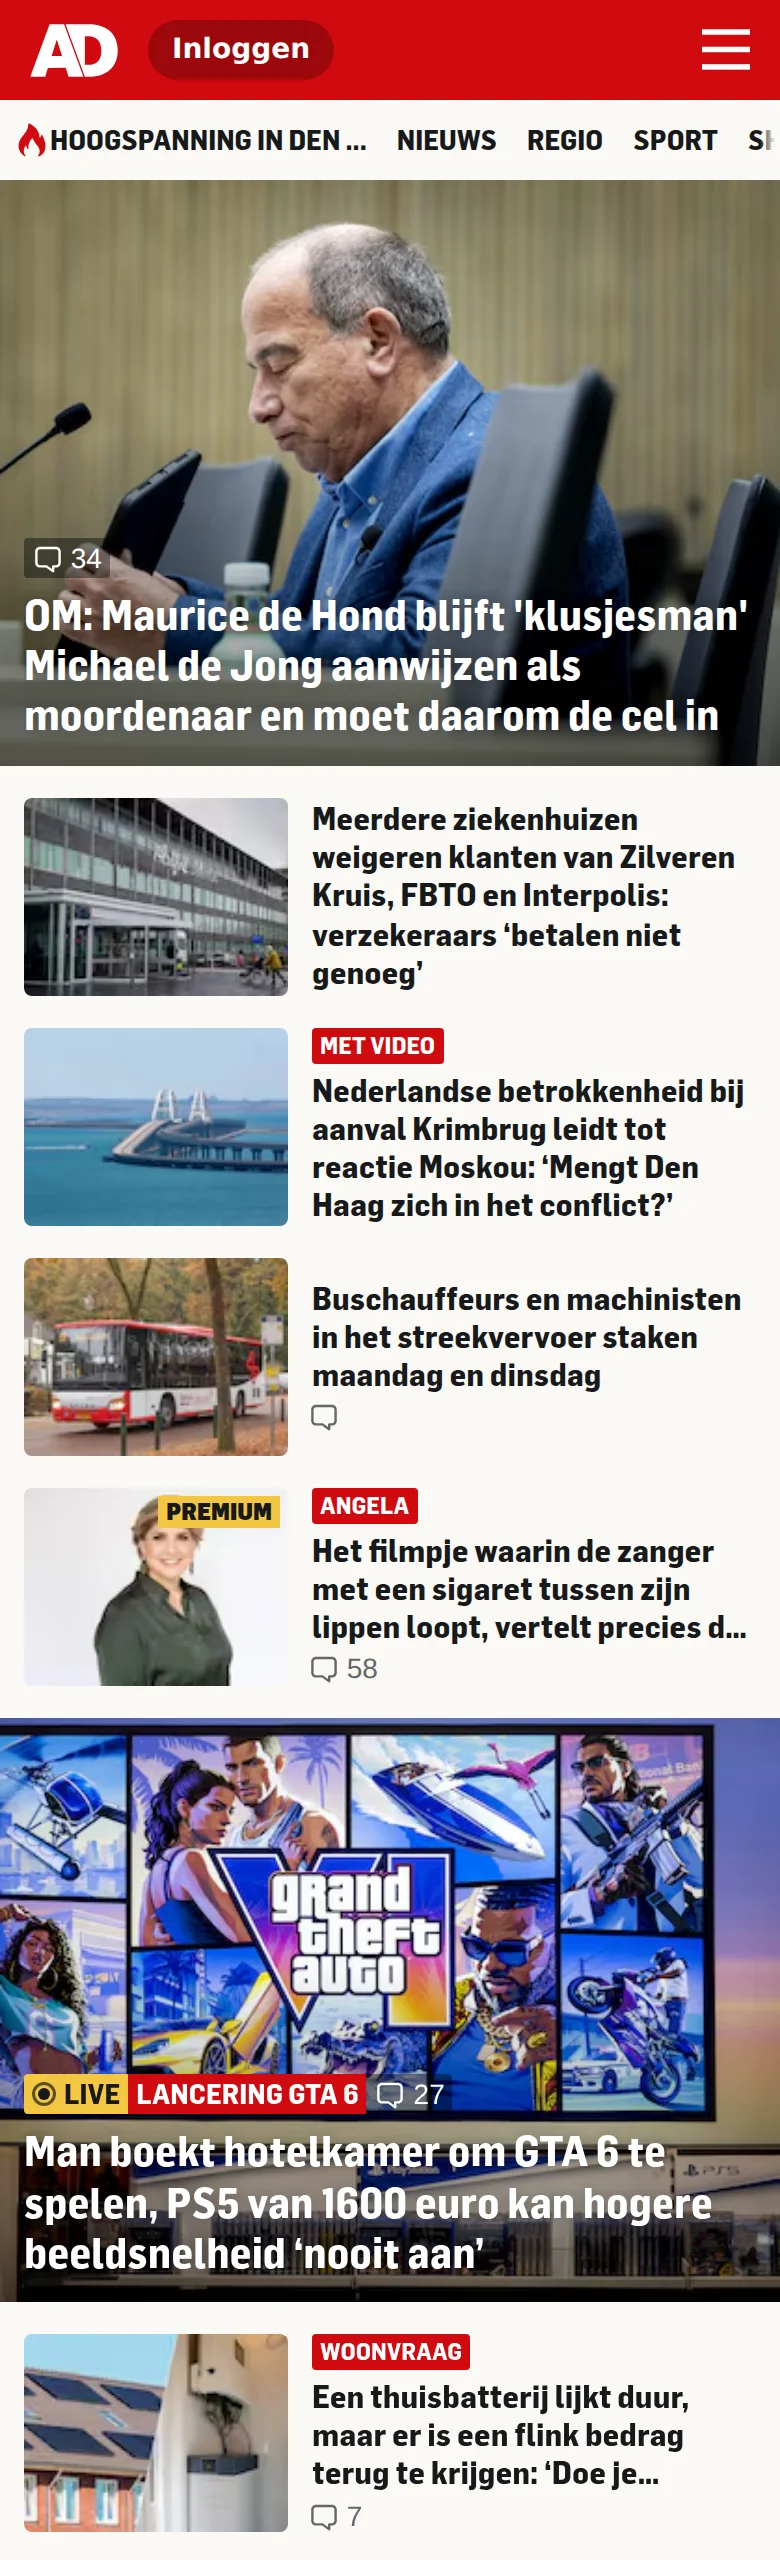 AD
Inloggen
HOOGSPANNING IN DEN ... NIEUWS REGIO SPORT
34
OM: Maurice de Hond blijft 'klusjesman'
Michael de Jong aanwijzen als
moordenaar en moet daarom de cel in
Meerdere ziekenhuizen
weigeren klanten van Zilveren
Kruis, FBTO en Interpolis:
verzekeraars ‘betalen niet
genoeg’
MET VIDEO
Nederlandse betrokkenheid bij
aanval Krimbrug leidt tot
reactie Moskou: ‘Mengt Den
Haag zich in het conflict?’
Buschauffeurs en machinisten
in het streekvervoer staken
maandag en dinsdag
PREMIUM
ANGELA
Het filmpje waarin de zanger
met een sigaret tussen zijn
lippen loopt, vertelt precies d...
58
VI
grand
theft
auto
LIVE LANCERING GTA 6 27
Man boekt hotelkamer om GTA 6 te
spelen, PS5 van 1600 euro kan hogere
beeldsnelheid ‘nooit aan’
PS5
WOONVRAAG
Een thuisbatterij lijkt duur,
maar er is een flink bedrag
terug te krijgen: ‘Doe je...
7